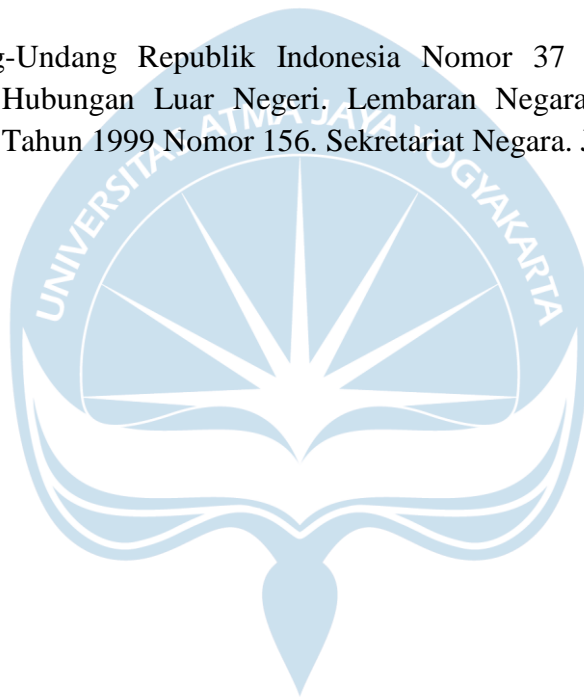 g-Undang Republik Indonesia Nomor 37
Hubungan Luar Negeri. Lembaran Negara
Tahun 1999 Nomor 156. Sekretariat Negara. J
UNIVERSITAS ATMA JAYA YOGYAKARTA